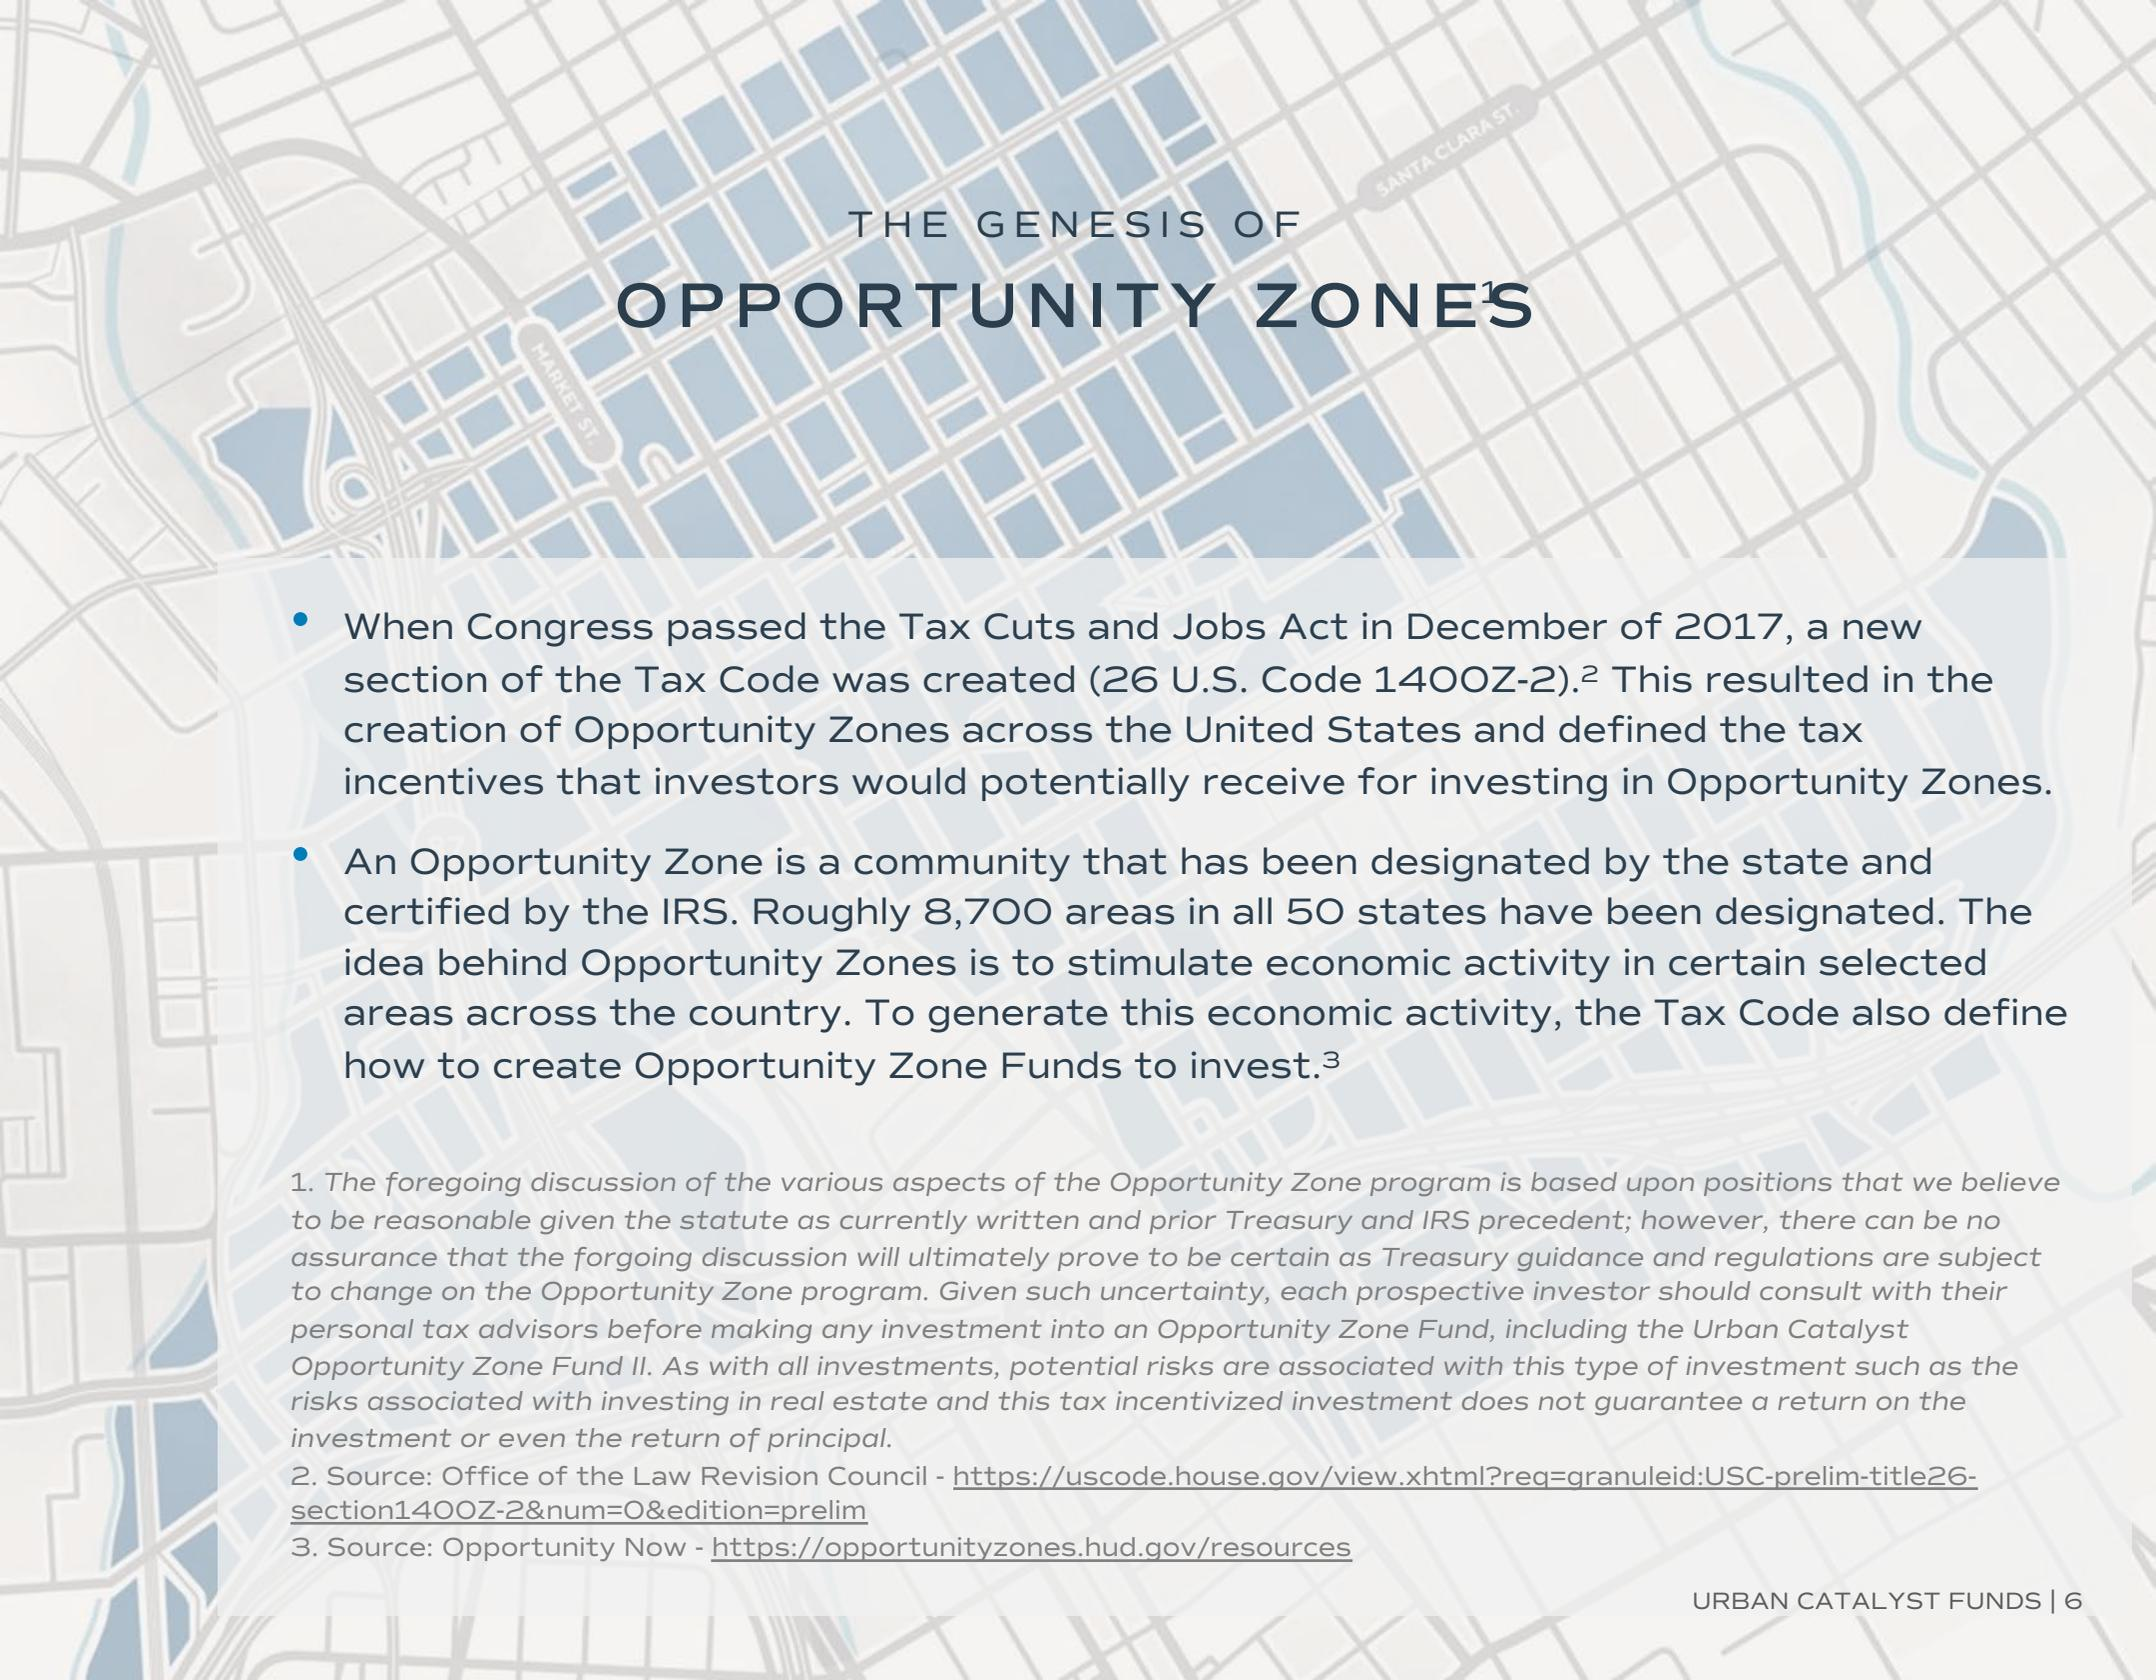 SANTA CLARA ST.
THE GENESIS OF
OPPORTUNITY ZONES¹
MARKET ST.
• When Congress passed the Tax Cuts and Jobs Act in December of 2017, a new
section of the Tax Code was created (26 U.S. Code 1400Z-2).² This resulted in the
creation of Opportunity Zones across the United States and defined the tax
incentives that investors would potentially receive for investing in Opportunity Zones.
• An Opportunity Zone is a community that has been designated by the state and
certified by the IRS. Roughly 8,700 areas in all 50 states have been designated. The
idea behind Opportunity Zones is to stimulate economic activity in certain selected
areas across the country. To generate this economic activity, the Tax Code also define
how to create Opportunity Zone Funds to invest.³
1. The foregoing discussion of the various aspects of the Opportunity Zone program is based upon positions that we believe
to be reasonable given the statute as currently written and prior Treasury and IRS precedent; however, there can be no
assurance that the forgoing discussion will ultimately prove to be certain as Treasury guidance and regulations are subject
to change on the Opportunity Zone program. Given such uncertainty, each prospective investor should consult with their
personal tax advisors before making any investment into an Opportunity Zone Fund, including the Urban Catalyst
Opportunity Zone Fund II. As with all investments, potential risks are associated with this type of investment such as the
risks associated with investing in real estate and this tax incentivized investment does not guarantee a return on the
investment or even the return of principal.
2. Source: Office of the Law Revision Council - https://uscode.house.gov/view.xhtml?req=granuleid:USC-prelim-title26-
section1400Z-2&num=0&edition=prelim
3. Source: Opportunity Now - https://opportunityzones.hud.gov/resources
URBAN CATALYST FUNDS | 6